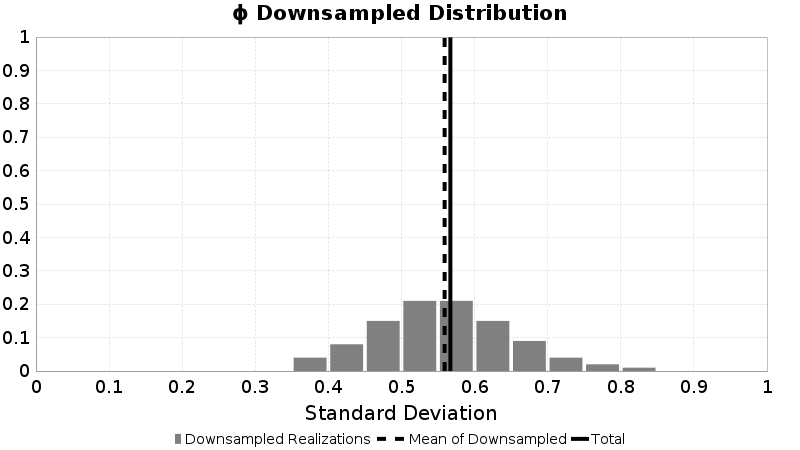 ϕ Downsampled Distribution
1
0.9
0.8
0.7
0.6
0.5
0.4
0.3
0.2
0.1
0
0 0.1 0.2 0.3 0.4 0.5 0.6 0.7 0.8 0.9 1
Standard Deviation
Downsampled Realizations Mean of Downsampled Total